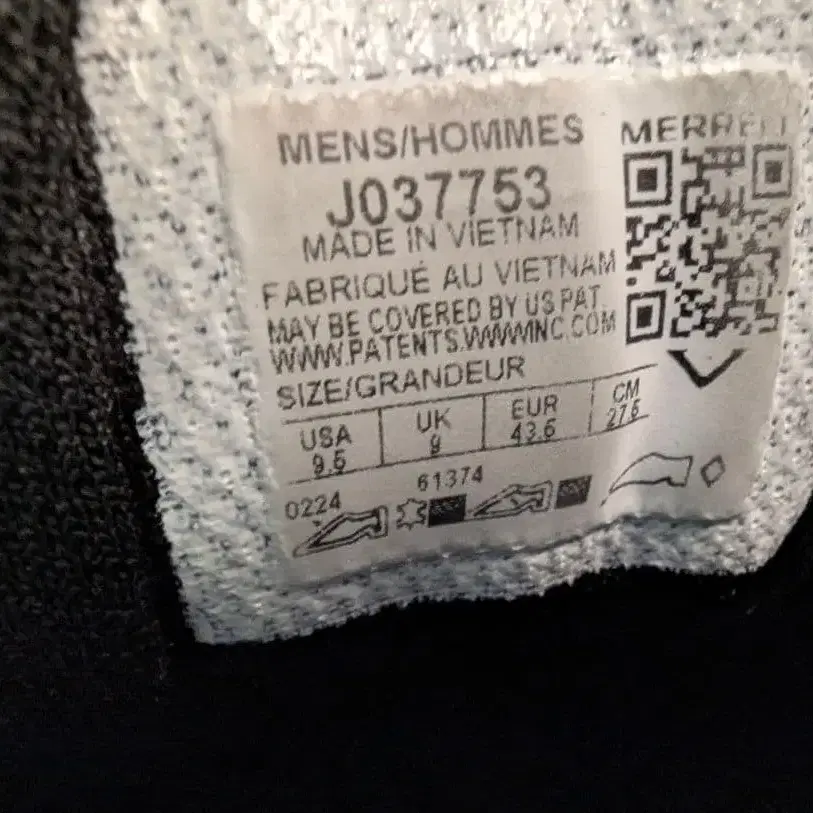 MENS/HOMMES
MERRELL
J037753
MADE IN VIETNAM
FABRIQUÉ AU VIETNAM
MAY BE COVERED BY US PAT.
WWW.PATENTS.WWWINC.COM
SIZE/GRANDEUR
USA UK EUR CM
9.5 9 43.5 27.5
0224 61374